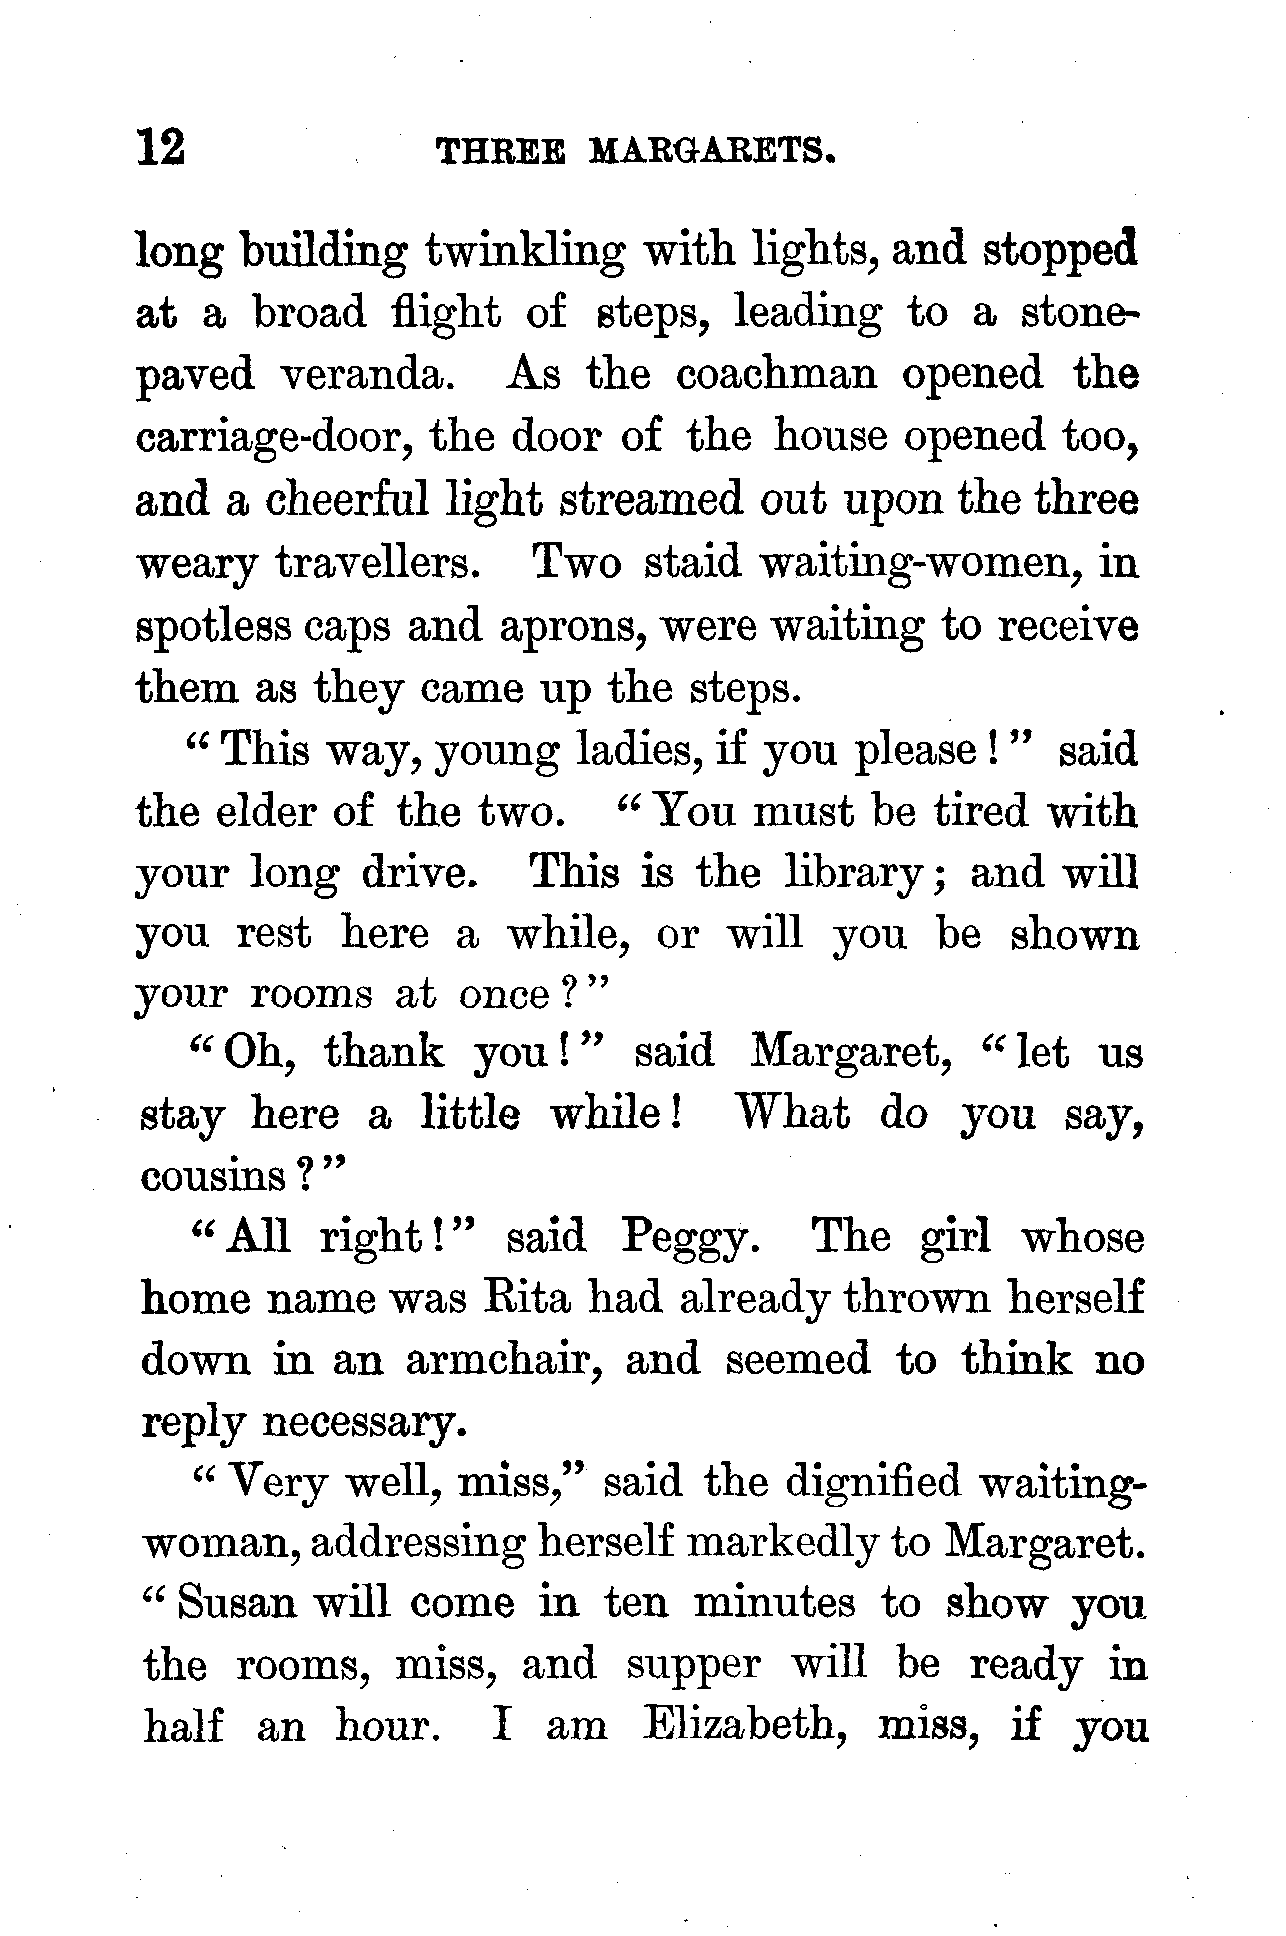 12 THREE MARGARETS.
long building twinkling with lights, and stopped
at a broad flight of steps, leading to a stone-
paved veranda. As the coachman opened the
carriage-door, the door of the house opened too,
and a cheerful light streamed out upon the three
weary travellers. Two staid waiting-women, in
spotless caps and aprons, were waiting to receive
them as they came up the steps.
“ This way, young ladies, if you please ! ” said
the elder of the two. “ You must be tired with
your long drive. This is the library ; and will
you rest here a while, or will you be shown
your rooms at once ? ”
“ Oh, thank you ! ” said Margaret, “ let us
stay here a little while ! What do you say,
cousins ? ”
“ All right ! ” said Peggy. The girl whose
home name was Rita had already thrown herself
down in an armchair, and seemed to think no
reply necessary.
“ Very well, miss,” said the dignified waiting-
woman, addressing herself markedly to Margaret.
“ Susan will come in ten minutes to show you
the rooms, miss, and supper will be ready in
half an hour. I am Elizabeth, miss, if you